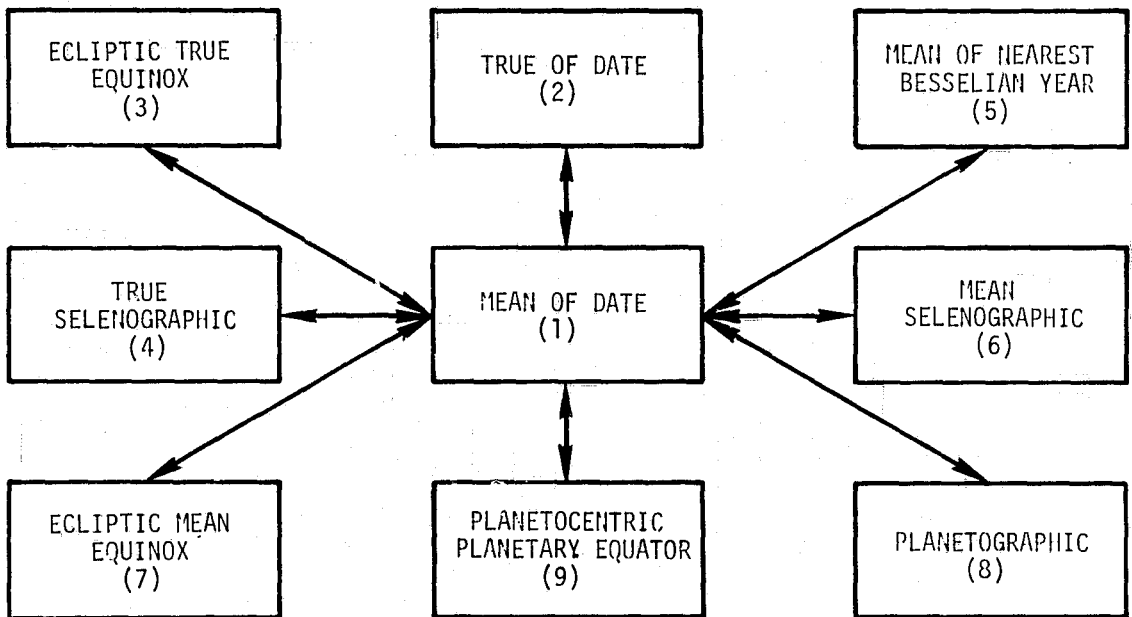 ECLIPTIC TRUE
EQUINOX
(3)
TRUE OF DATE
(2)
MEAN OF NEAREST
BESSELIAN YEAR
(5)
TRUE
SELENOGRAPHIC
(4)
MEAN OF DATE
(1)
MEAN
SELENOGRAPHIC
(6)
ECLIPTIC MEAN
EQUINOX
(7)
PLANETOCENTRIC
PLANETARY EQUATOR
(9)
PLANETOGRAPHIC
(8)